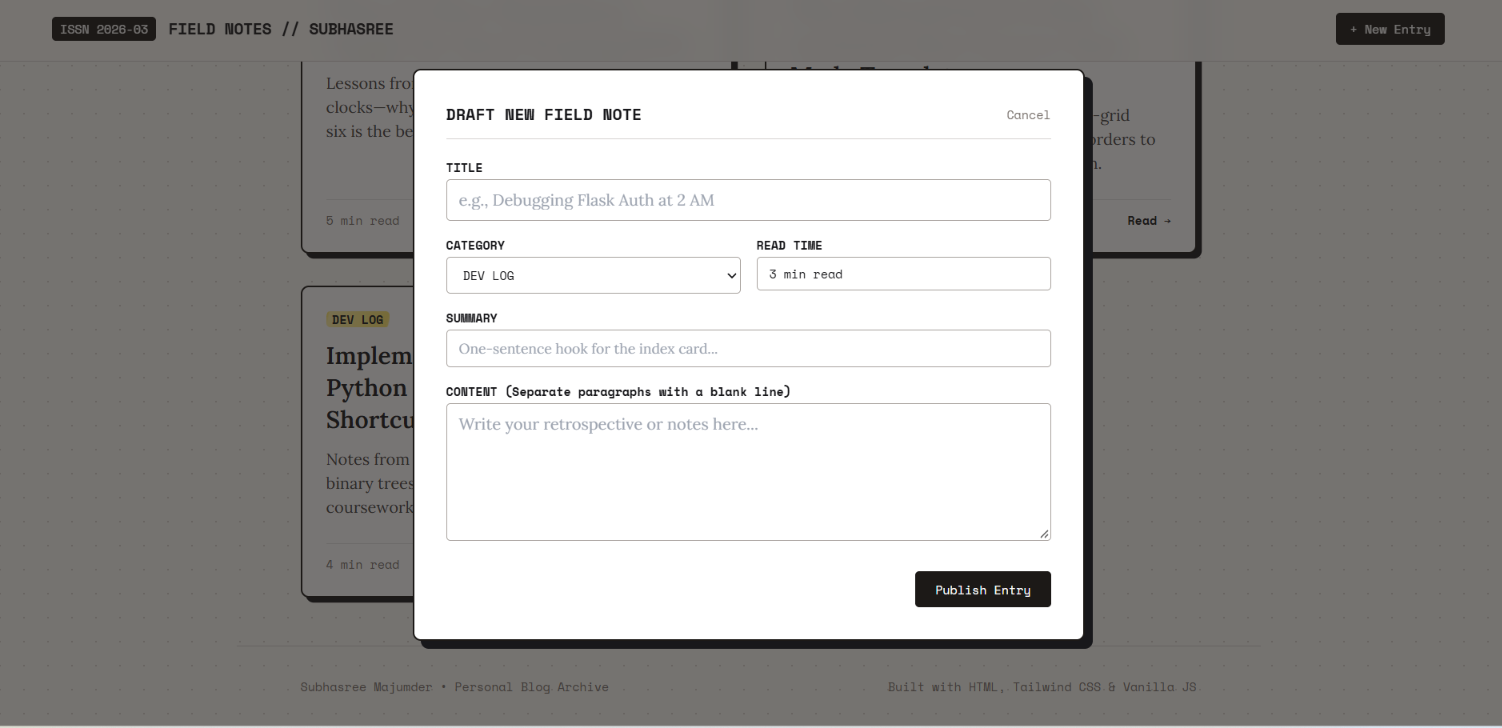 ISSN 2026-03 FIELD NOTES // SUBHASREE
+ New Entry
Lessons fro
clocks—why
six is the be
5 min read
-grid
orders to
n.
Read →
DRAFT NEW FIELD NOTE
Cancel
TITLE
e.g., Debugging Flask Auth at 2 AM
CATEGORY
READ TIME
DEV LOG
3 min read
SUMMARY
One-sentence hook for the index card...
CONTENT (Separate paragraphs with a blank line)
Write your retrospective or notes here...
Publish Entry
DEV LOG
Implem
Python
Shortcu
Notes from
binary trees
coursework
4 min read
Subhasree Majumder • Personal Blog Archive
Built with HTML, Tailwind CSS & Vanilla JS